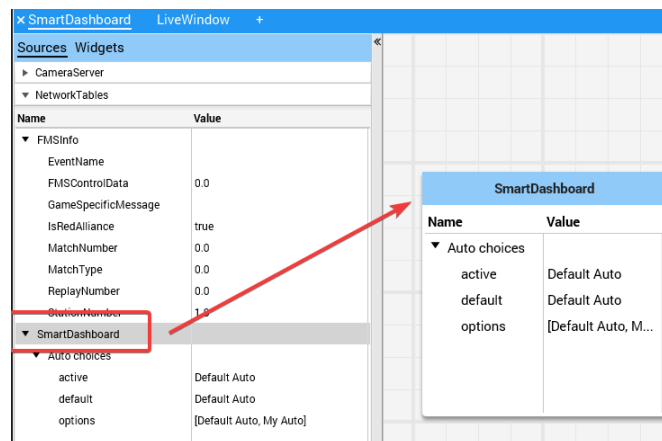 SmartDashboard LiveWindow +
Sources Widgets
CameraServer
NetworkTables
Name Value
FMSInfo
EventName
FMSControlData 0.0
GameSpecificMessage
IsRedAlliance true
MatchNumber 0.0
MatchType 0.0
ReplayNumber 0.0
StationNumber 1.0
SmartDashboard
Auto choices
active Default Auto
default Default Auto
options [Default Auto, My Auto]
SmartDashboard
Name Value
Auto choices
active Default Auto
default Default Auto
options [Default Auto, M...